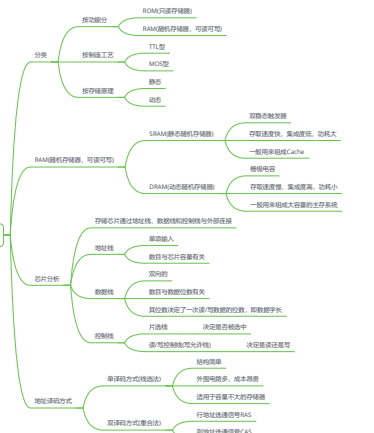 按功能分
ROM(只读存储器)
RAM(随机存储器、可读可写)
分类
按制造工艺
TTL型
MOS型
按存储原理
静态
动态
RAM(随机存储器、可读可写)
SRAM(静态随机存储器)
双稳态触发器
存取速度快，集成度低，功耗大
一般用来组成Cache
DRAM(动态随机存储器)
栅极电容
存取速度慢，集成度高，功耗小
一般用来组成大容量的主存系统
芯片分析
存储芯片通过地址线、数据线和控制线与外部连接
地址线
单项输入
数目与芯片容量有关
数据线
双向的
数目与数据位数有关
其位数决定了一次读/写数据的位数，即数据字长
控制线
片选线 决定是否被选中
读/写控制线(写允许线) 决定是读还是写
地址译码方式
单译码方式(线选法)
结构简单
外围电路多，成本昂贵
适用于容量不大的存储器
双译码方式(重合法)
行地址选通信号RAS
列地址选通信号CAS